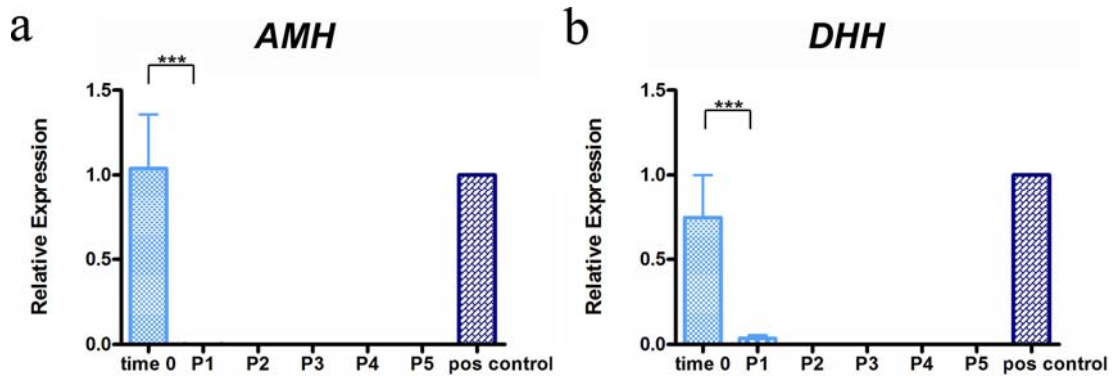 a
AMH
***
Relative Expression
1.5
1.0
0.5
0.0
time 0 P1 P2 P3 P4 P5 pos control
b
DHH
***
Relative Expression
1.5
1.0
0.5
0.0
time 0 P1 P2 P3 P4 P5 pos control